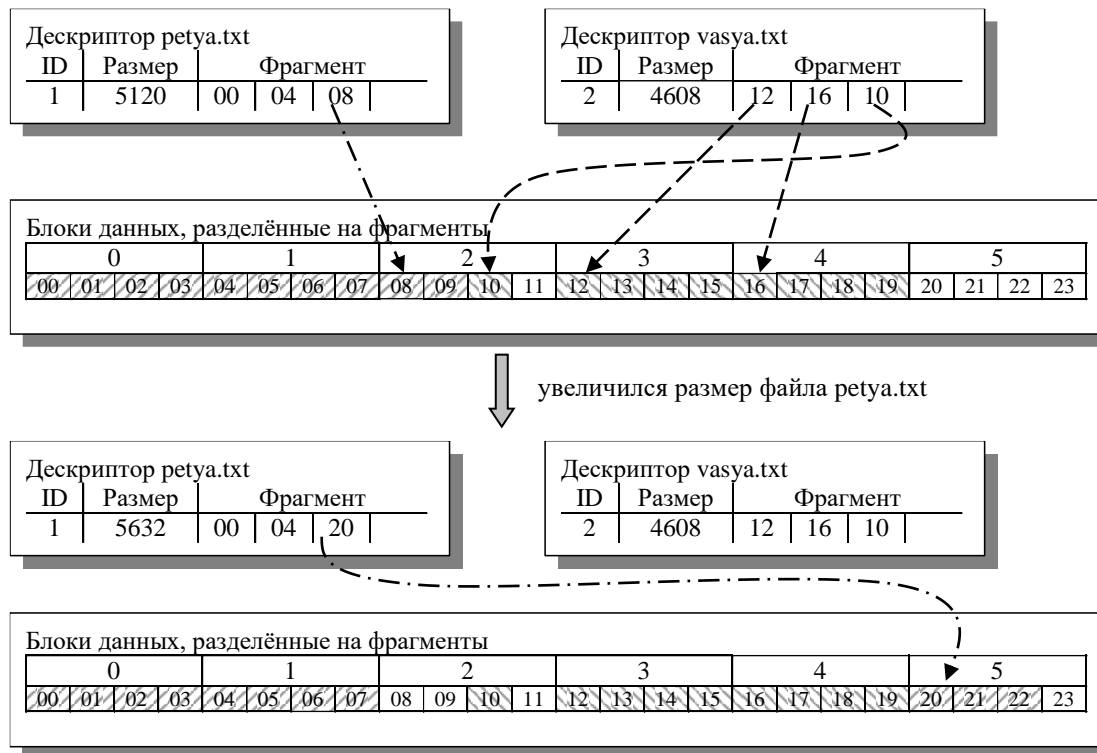 Дескриптор petya.txt
ID Размер Фрагмент
1 5120 00 04 08
Дескриптор vasya.txt
ID Размер Фрагмент
2 4608 12 16 10
Блоки данных, разделённые на фрагменты
0 1 2 3 4 5
00 01 02 03 04 05 06 07 08 09 10 11 12 13 14 15 16 17 18 19 20 21 22 23
увеличился размер файла petya.txt
Дескриптор petya.txt
ID Размер Фрагмент
1 5632 00 04 20
Дескриптор vasya.txt
ID Размер Фрагмент
2 4608 12 16 10
Блоки данных, разделённые на фрагменты
0 1 2 3 4 5
00 01 02 03 04 05 06 07 08 09 10 11 12 13 14 15 16 17 18 19 20 21 22 23